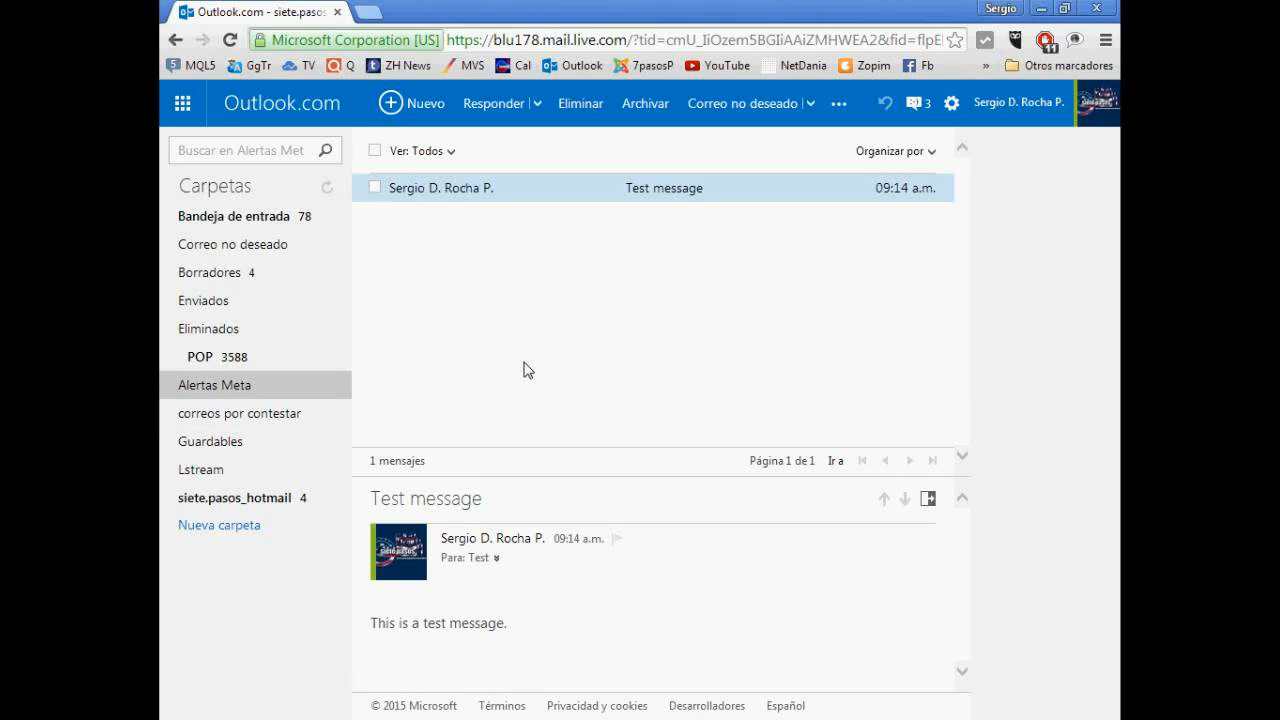 Outlook.com - siete.pasos
Sergio
Microsoft Corporation [US] https://blu178.mail.live.com/?tid=cmU_IiOzem5BGIiAAiZMHWEA2&fid=flpE
11
MQL5 GgTr TV Q ZH News MVS Cal Outlook 7pasosP YouTube NetDania Zopim Fb » Otros marcadores
Outlook.com Nuevo Responder Eliminar Archivar Correo no deseado ••• 3 Sergio D. Rocha P.
Buscar en Alertas Met
Ver: Todos Organizar por
Carpetas
Sergio D. Rocha P. Test message 09:14 a.m.
Bandeja de entrada 78
Correo no deseado
Borradores 4
Enviados
Eliminados
POP 3588
Alertas Meta
correos por contestar
Guardables
Lstream
siete.pasos_hotmail 4
Nueva carpeta
1 mensajes Página 1 de 1 Ir a
Test message
Sergio D. Rocha P. 09:14 a.m.
Para: Test
siete pasos
This is a test message.
© 2015 Microsoft Términos Privacidad y cookies Desarrolladores Español